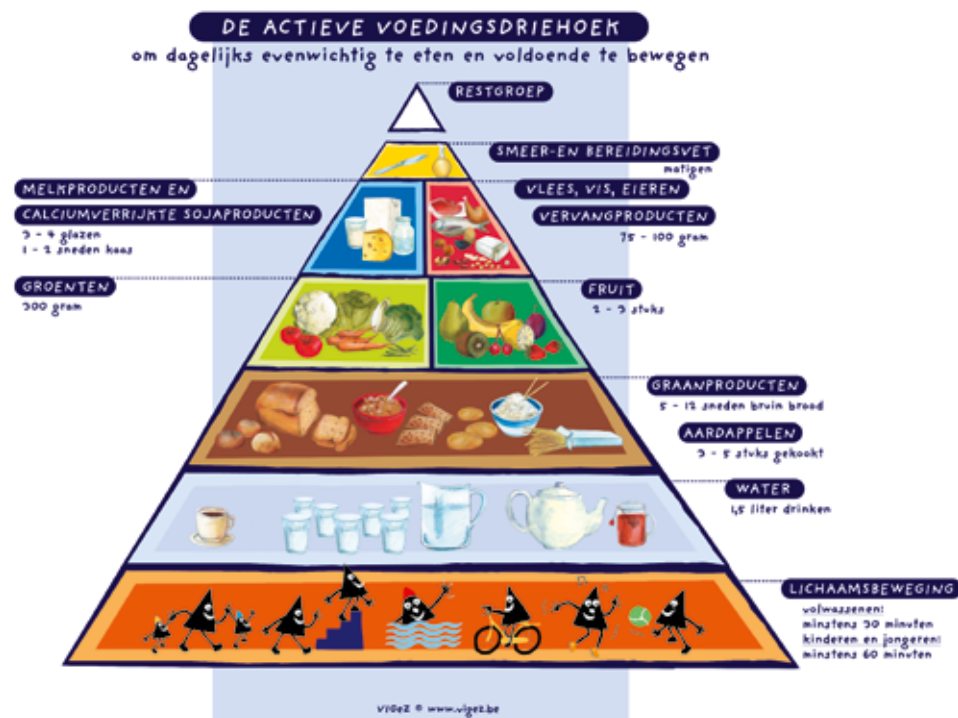 DE ACTIEVE VOEDINGSDRIEHOEK
om dagelijks evenwichtig te eten en voldoende te bewegen
RESTGROEP
SMEER-EN BEREIDINGSVET
matigen
MELKPRODUCTEN EN
CALCIUMVERRIJKTE SOJAPRODUCTEN
3 - 4 glazen
1 - 2 sneden kaas
VLEES, VIS, EIEREN
VERVANGPRODUCTEN
75 - 100 gram
GROENTEN
300 gram
FRUIT
2 - 3 stuks
GRAANPRODUCTEN
5 - 12 sneden bruin brood
AARDAPPELEN
3 - 5 stuks gekookt
WATER
1,5 liter drinken
LICHAAMSBEWEGING
volwassenen:
minstens 30 minuten
kinderen en jongeren:
minstens 60 minuten
VIGeZ © www.vigez.be